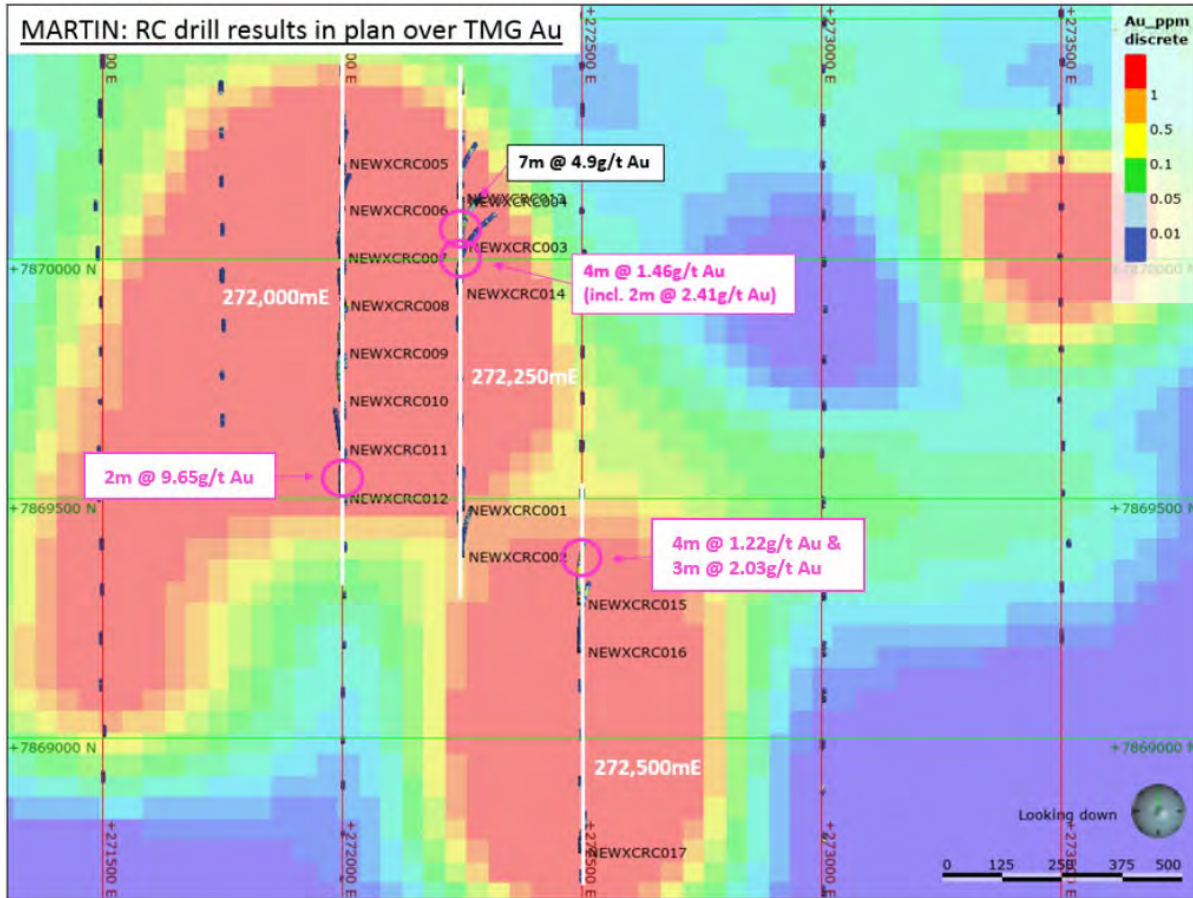 MARTIN: RC drill results in plan over TMG Au
Au_ppm
discrete
1
0.5
0.1
0.05
0.01
+272500 E
+273000 E
+273500 E
7m @ 4.9g/t Au
NEWXCRC005
NEWXCRC004
NEWXCRC006
NEWXCRC003
NEWXCRC007
+7870000 N
+7870000 N
4m @ 1.46g/t Au
(incl. 2m @ 2.41g/t Au)
272,000mE
NEWXCRC014
NEWXCRC008
NEWXCRC009
272,250mE
NEWXCRC010
NEWXCRC011
2m @ 9.65g/t Au
NEWXCRC012
+7869500 N
+7869500 N
NEWXCRC001
NEWXCRC002
4m @ 1.22g/t Au &
3m @ 2.03g/t Au
NEWXCRC015
NEWXCRC016
+7869000 N
+7869000 N
272,500mE
Looking down
NEWXCRC017
+271500 E
+272000 E
+272500 E
+273000 E
0 125 250 375 500